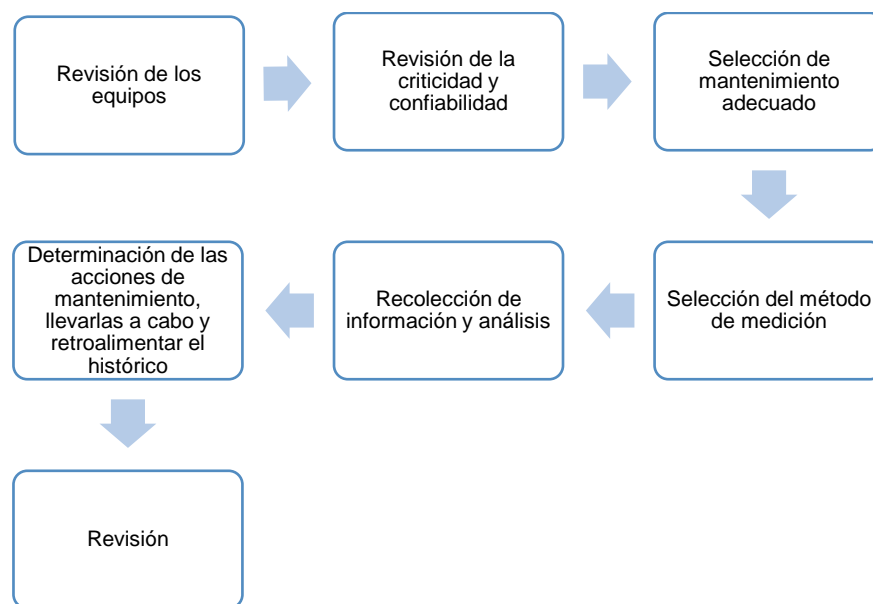 Revisión de los
equipos
Revisión de la
criticidad y
confiabilidad
Selección de
mantenimiento
adecuado
Selección del método
de medición
Recolección de
información y análisis
Determinación de las
acciones de
mantenimiento,
llevarlas a cabo y
retroalimentar el
histórico
Revisión